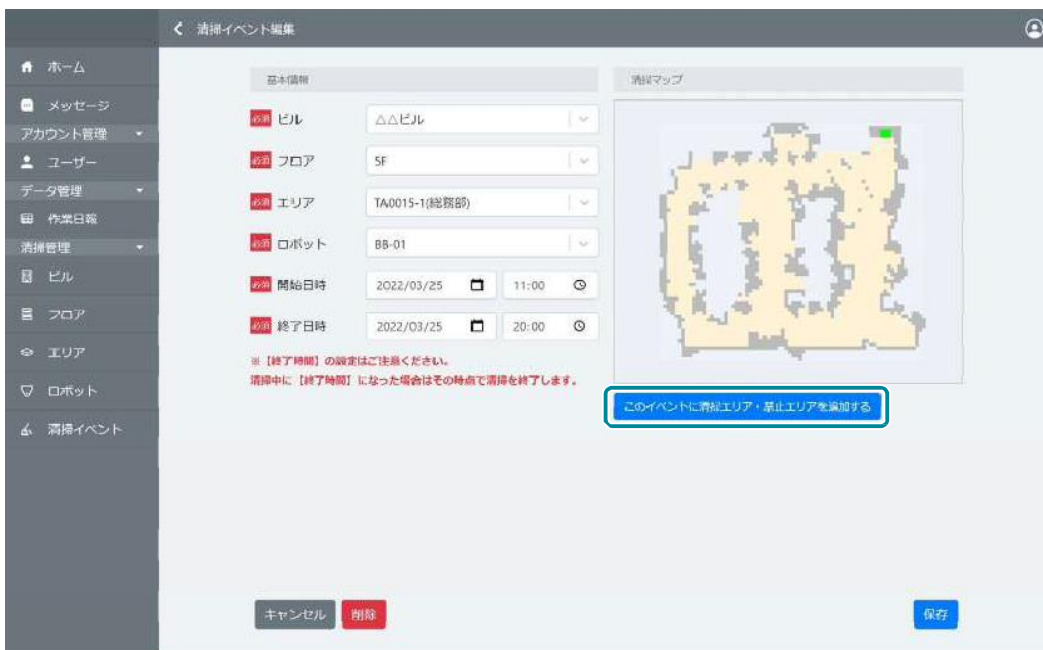 清掃イベント編集
ホーム
メッセージ
アカウント管理
ユーザー
データ管理
作業日報
清掃管理
ビル
フロア
エリア
ロボット
清掃イベント
基本情報
必須 ビル △△ビル
必須 フロア 5F
必須 エリア TA0015-1(総務部)
必須 ロボット BB-01
必須 開始日時 2022/03/25 11:00
必須 終了日時 2022/03/25 20:00
※【終了時間】の設定はご注意ください。
清掃中に【終了時間】になった場合はその時点で清掃を終了します。
清掃マップ
このイベントに清掃エリア・禁止エリアを追加する
キャンセル 削除 保存